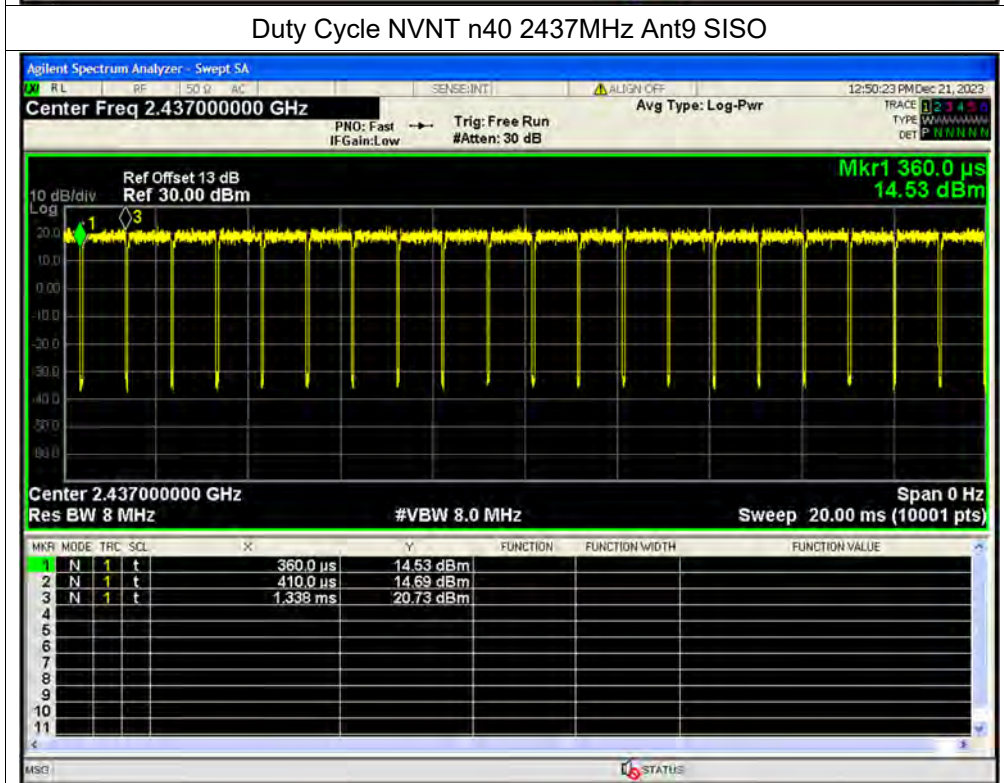 Duty Cycle NVNT n40 2437MHz Ant9 SISO
Agilent Spectrum Analyzer - Swept SA
RL RF 50 Ω AC SENSE:INT ALIGN OFF 12:50:23 PM Dec 21, 2023
Center Freq 2.437000000 GHz Avg Type: Log-Pwr TRACE 1 2 3 4 5 6
PNO: Fast Trig: Free Run TYPE WWWWWW
IFGain:Low #Atten: 30 dB DET P N N N N N
Mkr1 360.0 µs
Ref Offset 13 dB
10 dB/div Ref 30.00 dBm 14.53 dBm
Log
1 3
20.0
10.0
0.00
-10.0
-20.0
-30.0
-40.0
-50.0
-60.0
Center 2.437000000 GHz Span 0 Hz
Res BW 8 MHz #VBW 8.0 MHz Sweep 20.00 ms (10001 pts)
MKR MODE TRC SCL X Y FUNCTION FUNCTION WIDTH FUNCTION VALUE
1 N 1 t 360.0 µs 14.53 dBm
2 N 1 t 410.0 µs 14.69 dBm
3 N 1 t 1.338 ms 20.73 dBm
4
5
6
7
8
9
10
11
MSG STATUS